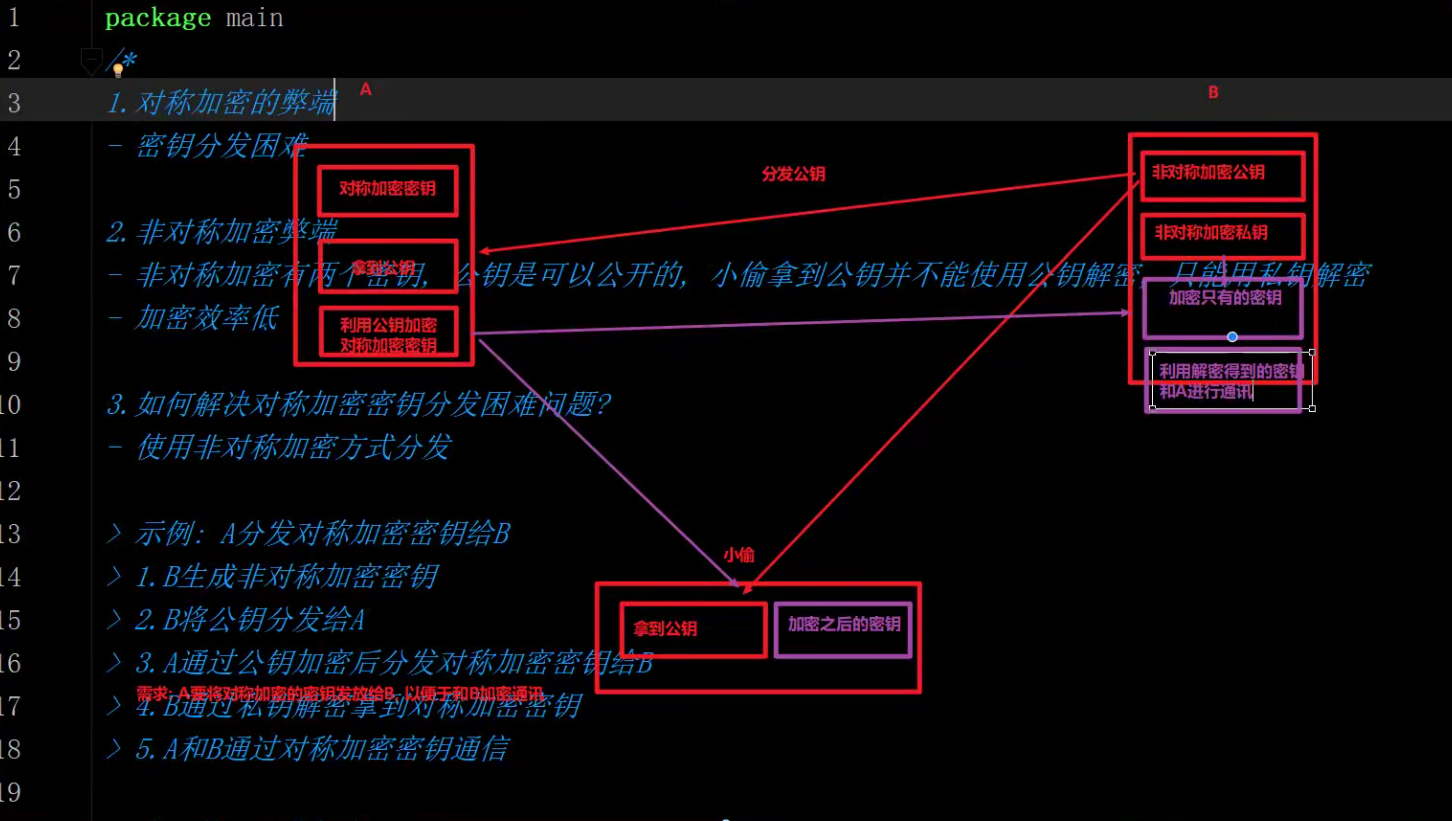 1 package main
2 /*
3 1.对称加密的弊端
A
B
4 - 密钥分发困难
5
6 2.非对称加密弊端
7 - 非对称加密有两个密钥, 公钥是可以公开的, 小偷拿到公钥并不能使用公钥解密, 只能用私钥解密
8 - 加密效率低
9
10 3.如何解决对称加密密钥分发困难问题?
11 - 使用非对称加密方式分发
12
13 > 示例: A分发对称加密密钥给B
14 > 1.B生成非对称加密密钥
15 > 2.B将公钥分发给A
16 > 3.A通过公钥加密后分发对称加密密钥给B
17 > 4.B通过私钥解密拿到对称加密密钥
18 > 5.A和B通过对称加密密钥通信
19
对称加密密钥
拿到公钥
利用公钥加密
对称加密密钥
分发公钥
非对称加密公钥
非对称加密私钥
加密只有的密钥
利用解密得到的密钥
和A进行通讯
小偷
拿到公钥
加密之后的密钥
需求: A要将对称加密的密钥发放给B, 以便于和B加密通讯